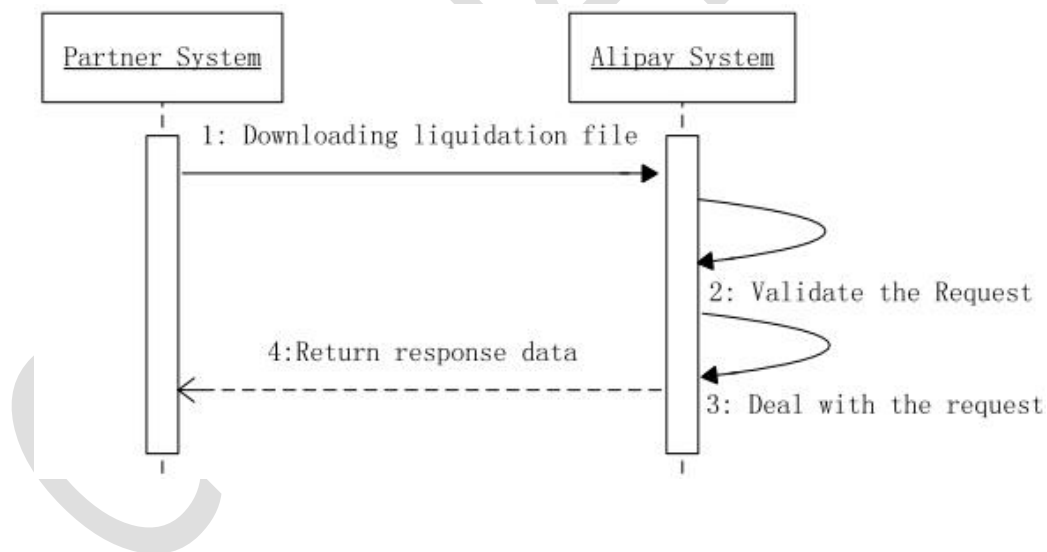 Partner System
Alipay System
1: Downloading liquidation file
2: Validate the Request
4:Return response data
3: Deal with the request